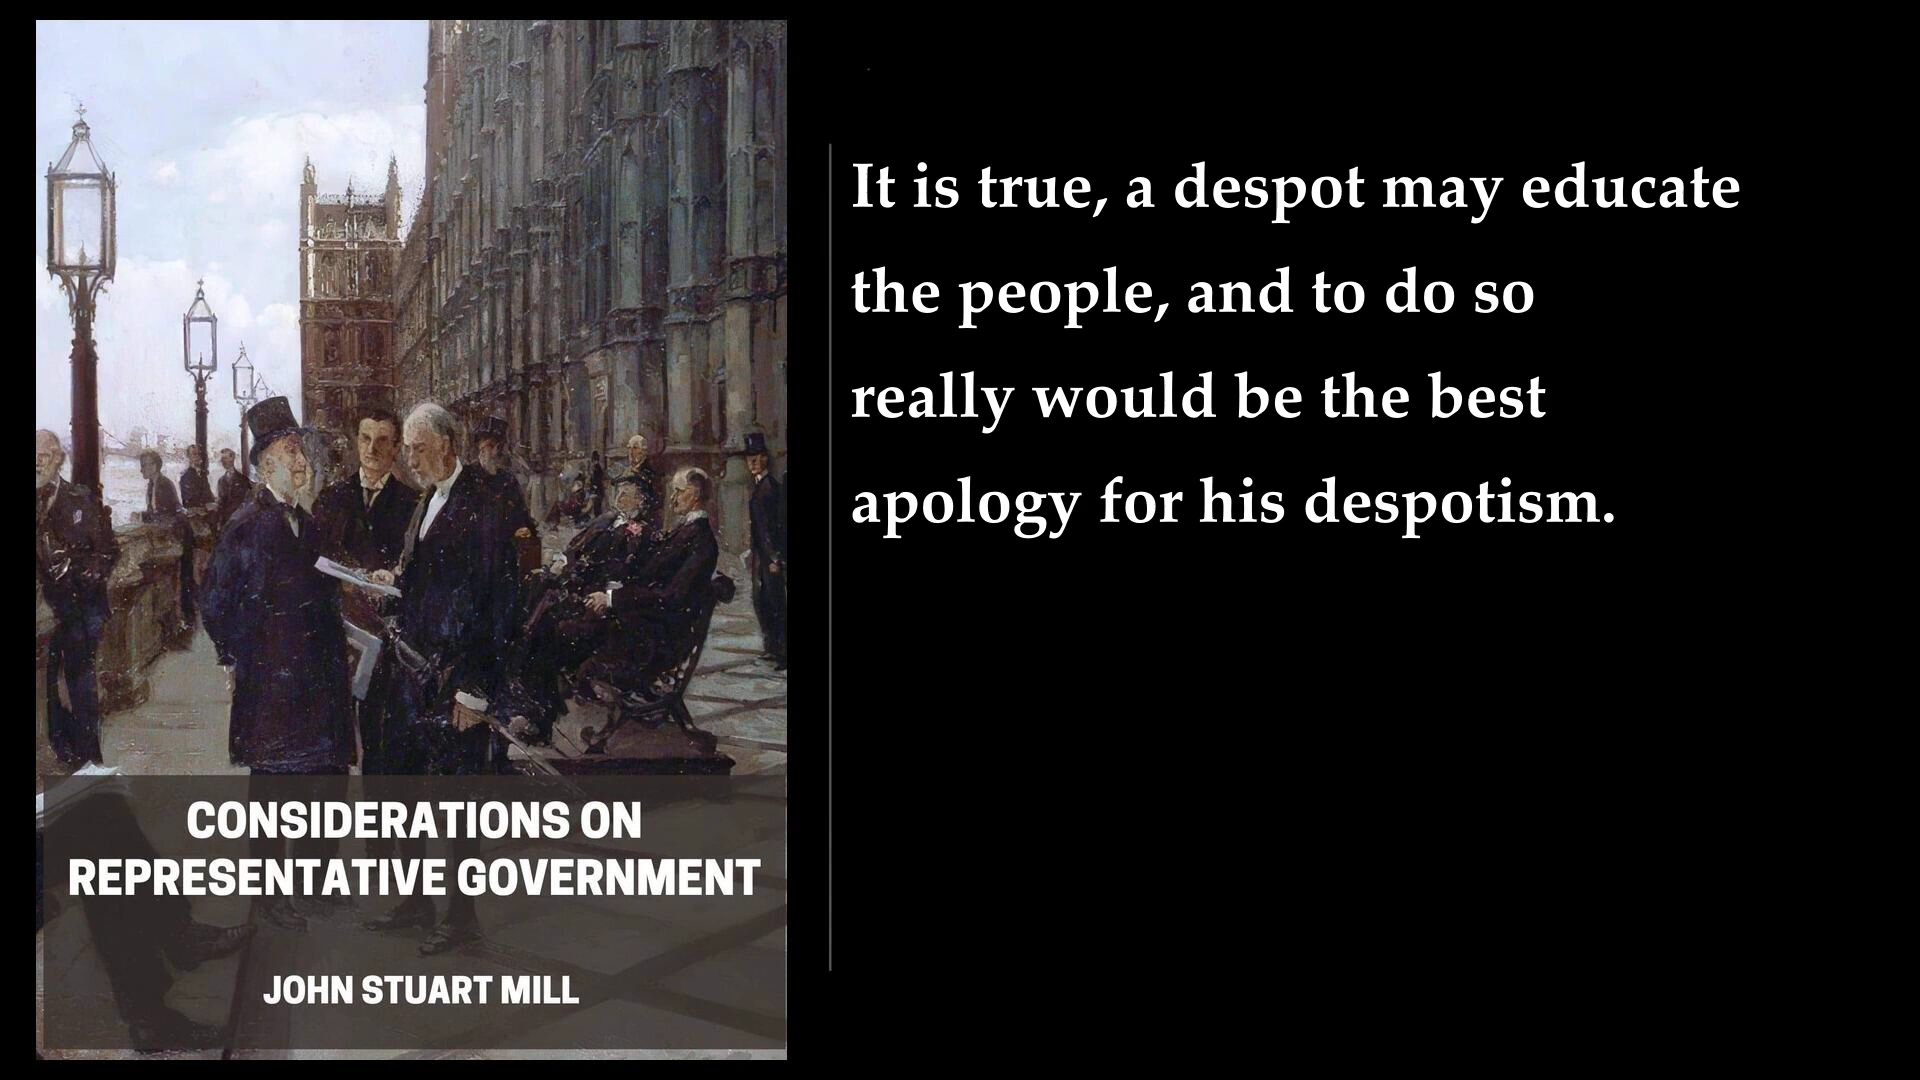 CONSIDERATIONS ON
REPRESENTATIVE GOVERNMENT
JOHN STUART MILL
It is true, a despot may educate
the people, and to do so
really would be the best
apology for his despotism.